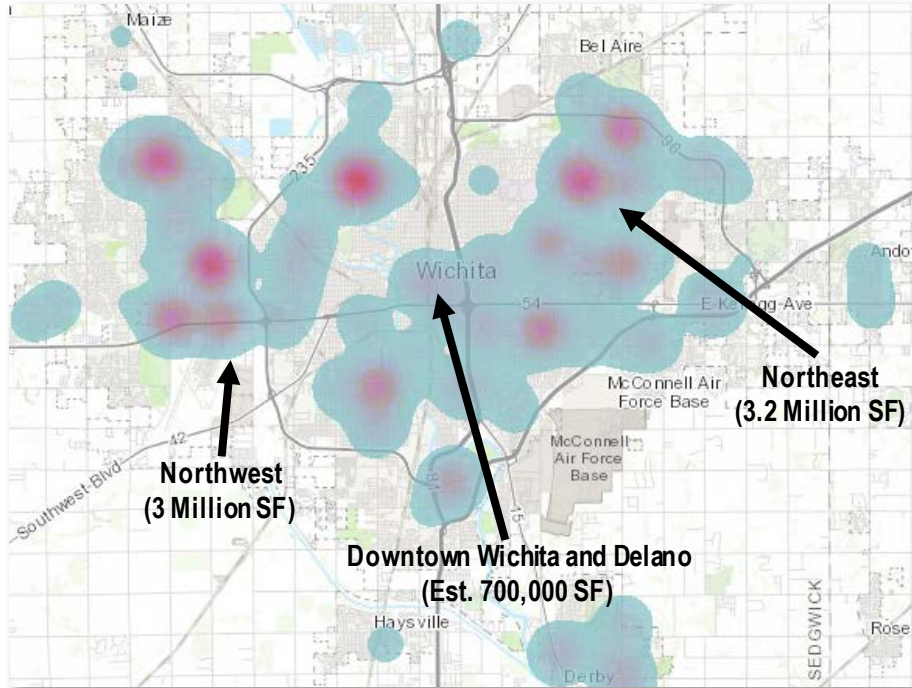 Maize
Bel Aire
235
96
Wichita
54
E Kellogg-Ave
Northeast
(3.2 Million SF)
McConnell Air
Force Base
McConnell
Air Force
Base
42
Southwest-Blvd
Northwest
(3 Million SF)
81
15
Downtown Wichita and Delano
(Est. 700,000 SF)
Haysville
Derby
SEDGWICK
Rose